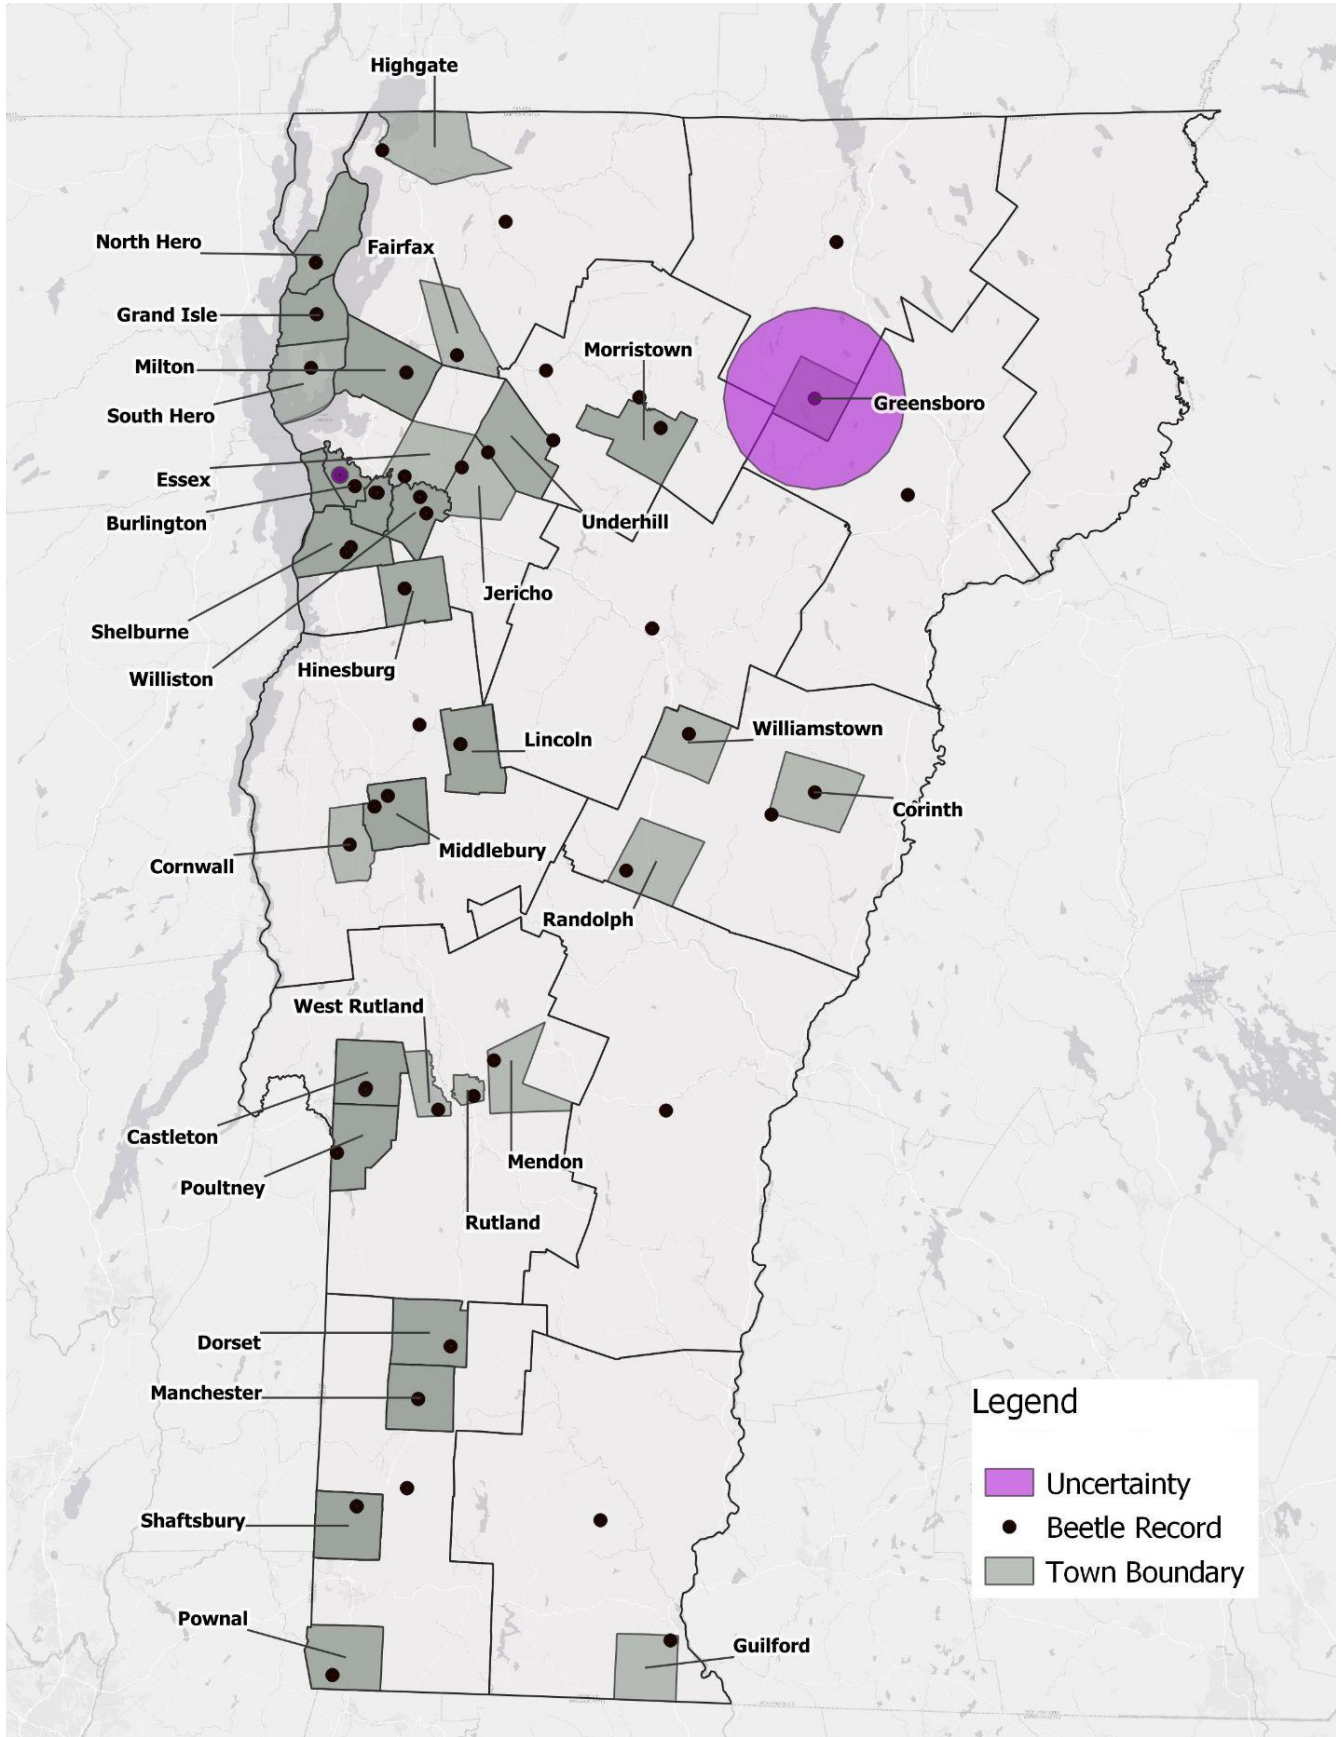 Highgate
North Hero
Fairfax
Grand Isle
Morristown
Milton
Greensboro
South Hero
Essex
Burlington
Underhill
Jericho
Shelburne
Hinesburg
Williston
Williamstown
Lincoln
Corinth
Middlebury
Cornwall
Randolph
West Rutland
Castleton
Mendon
Poultney
Rutland
Dorset
Manchester
Legend
Uncertainty
Beetle Record
Town Boundary
Shaftsbury
Pownal
Guilford